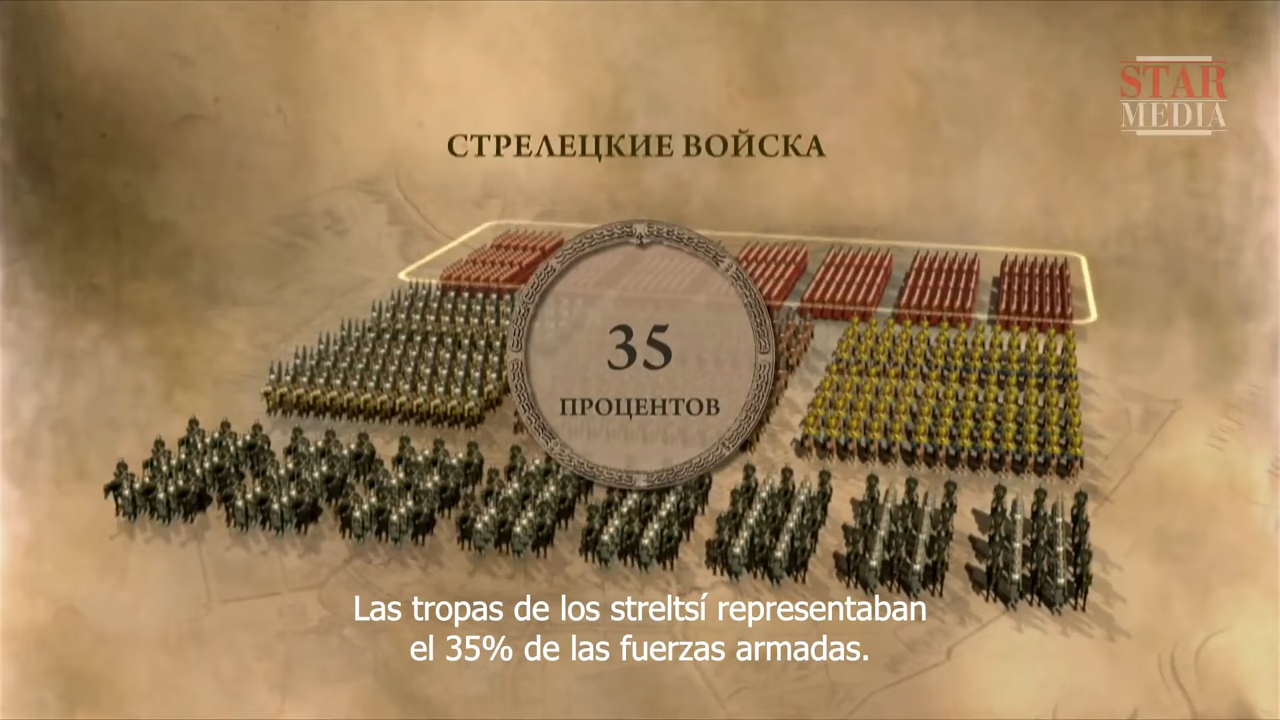 STAR
MEDIA
СТРЕЛЕЦКИЕ ВОЙСКА
35
ПРОЦЕНТОВ
Las tropas de los streltsí representaban
el 35% de las fuerzas armadas.